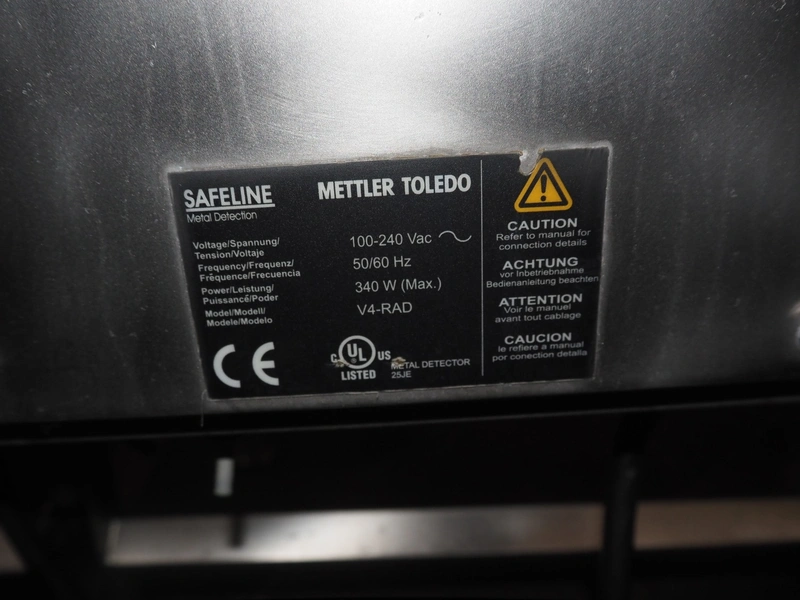 SAFELINE
Metal Detection
METTLER TOLEDO
Voltage/Spannung/
Tension/Voltaje
100-240 Vac
Frequency/Frequenz/
Fréquence/Frecuencia
50/60 Hz
Power/Leistung/
Puissancé/Poder
340 W (Max.)
Model/Modell/
Modele/Modelo
V4-RAD
CE
C UL US
LISTED
METAL DETECTOR
25JE
CAUTION
Refer to manual for
connection details
ACHTUNG
vor Inbetriebnahme
Bedienanleitung beachten
ATTENTION
Voir le manuel
avant tout cablage
CAUCION
le refiere a manual
por conection detalla